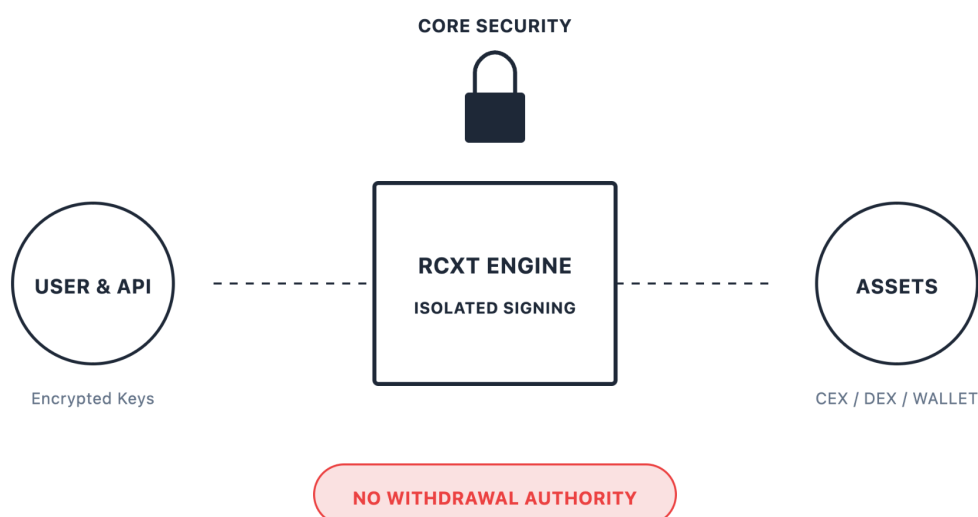 CORE SECURITY
RCXT ENGINE
ISOLATED SIGNING
USER & API
ASSETS
Encrypted Keys
CEX / DEX / WALLET
NO WITHDRAWAL AUTHORITY